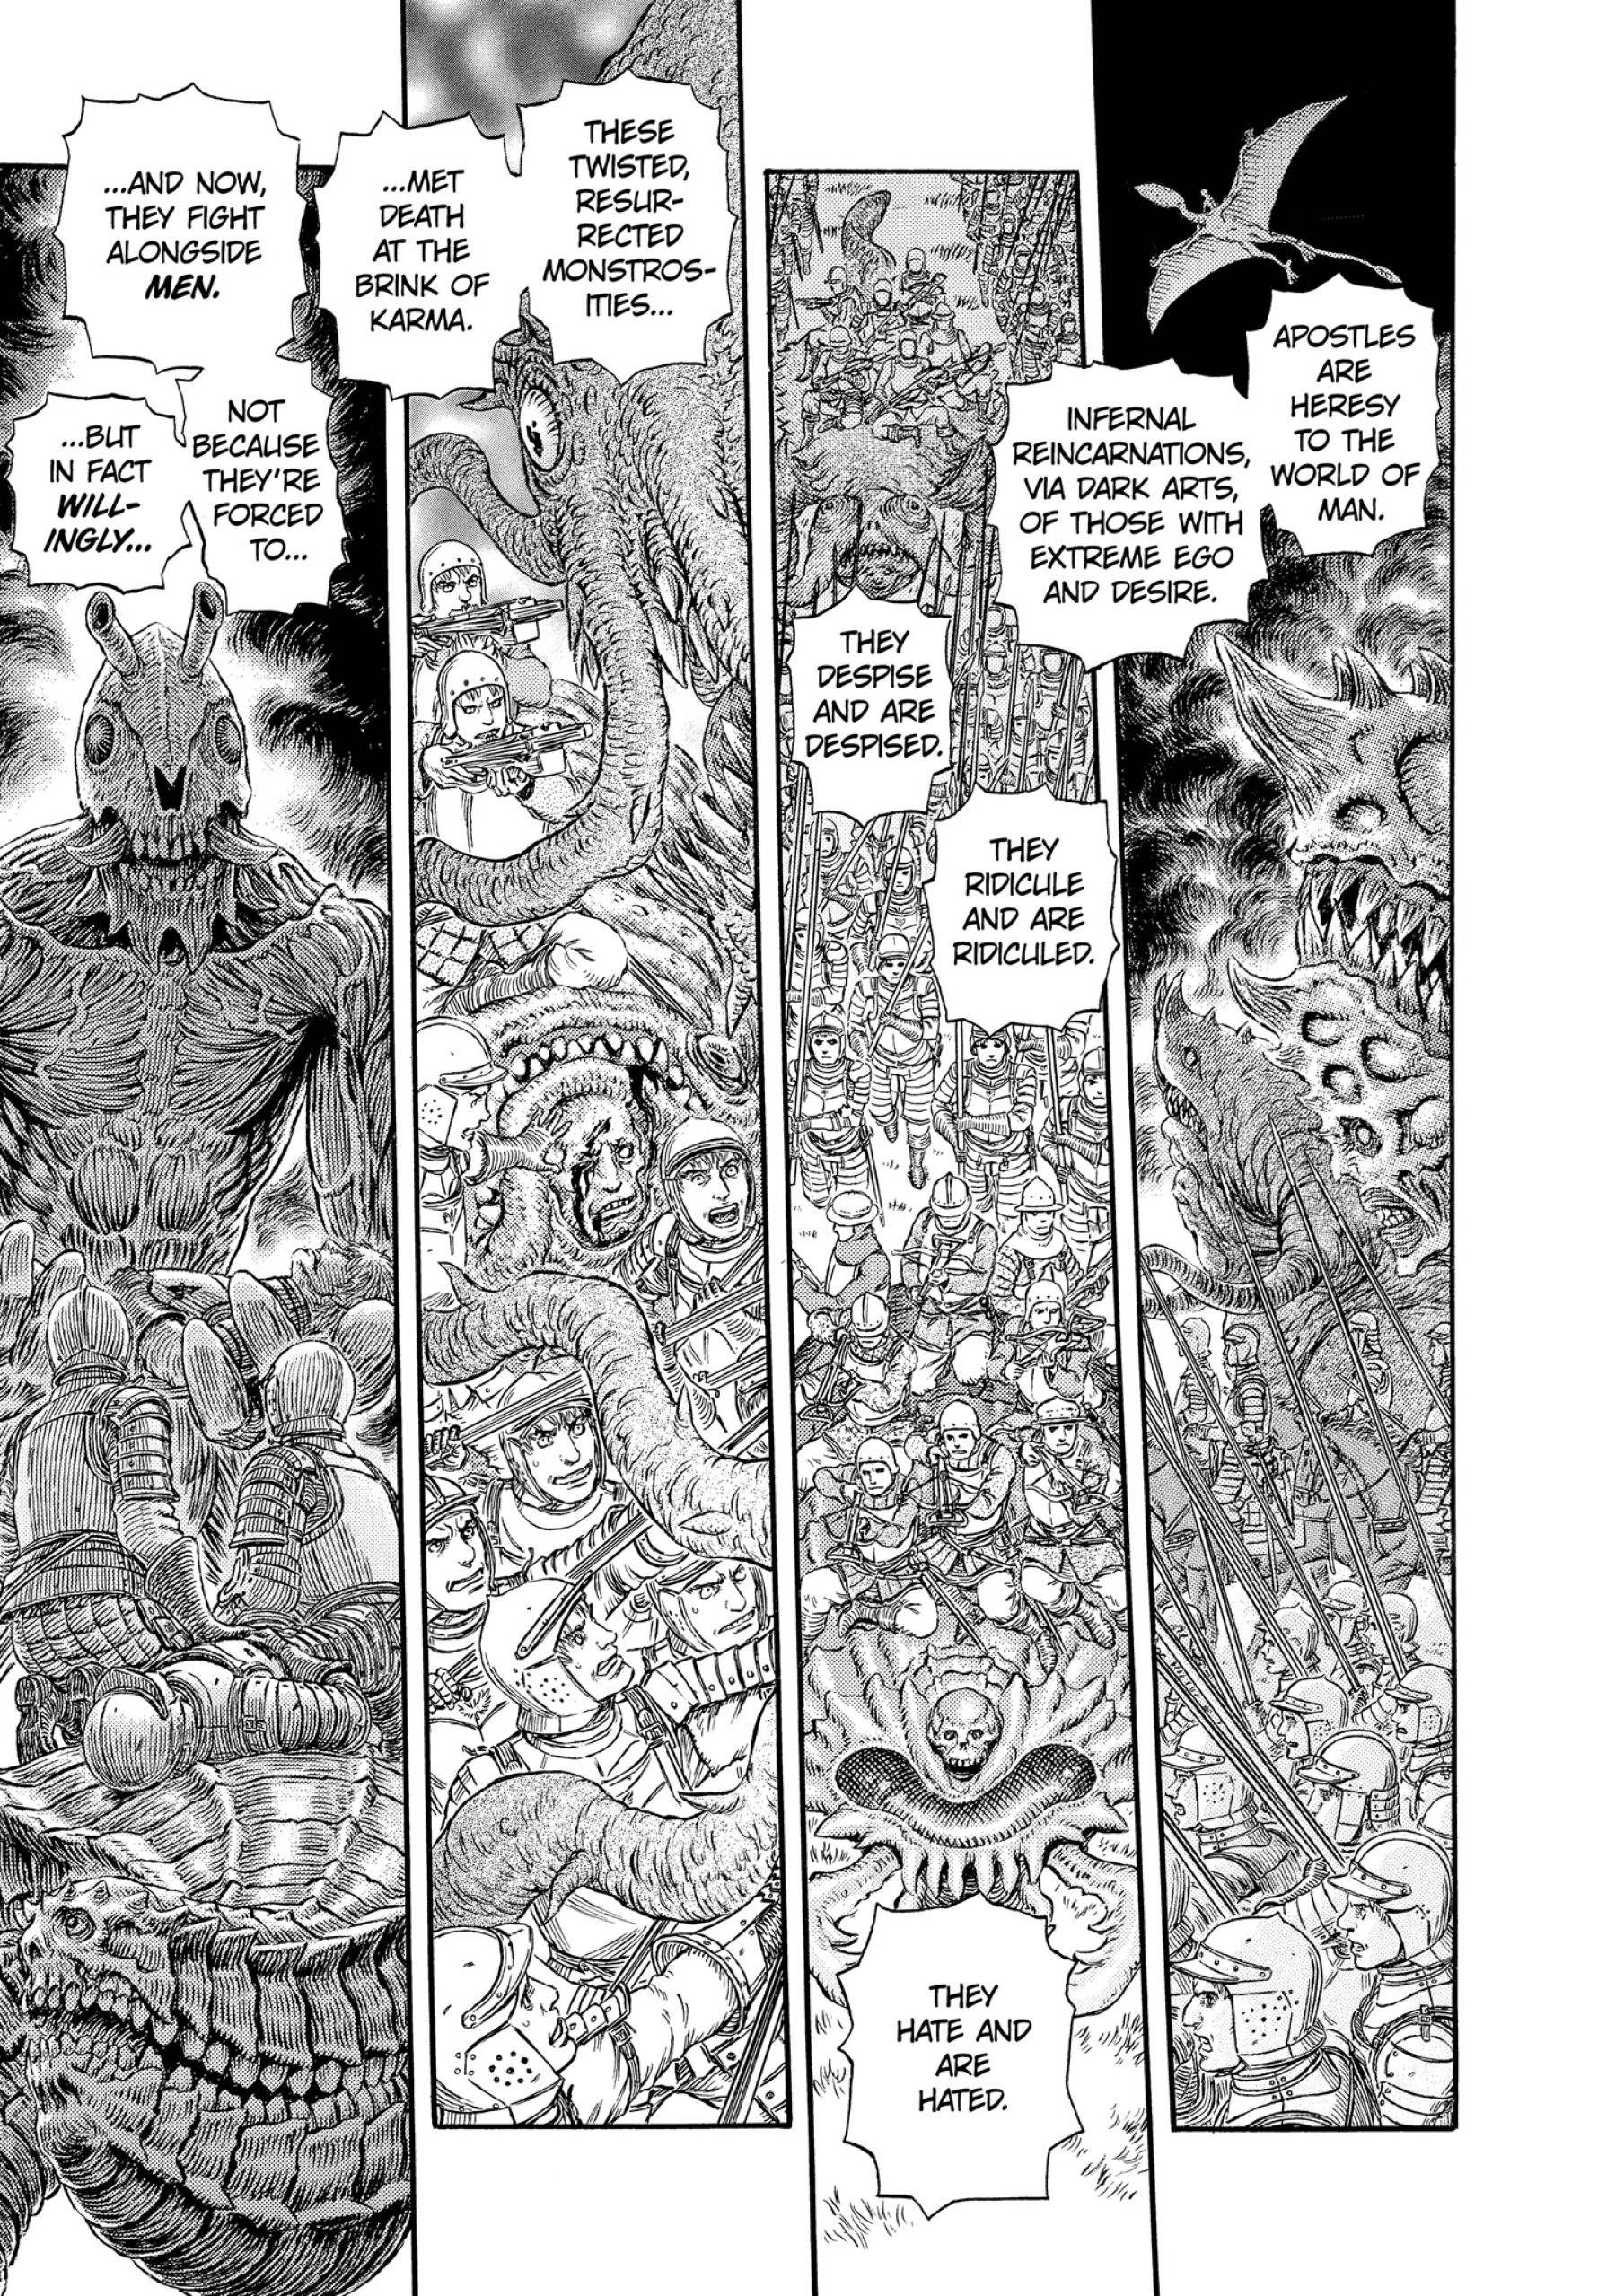 APOSTLES
ARE
HERESY
TO THE
WORLD OF
MAN.
INFERNAL
REINCARNATIONS,
VIA DARK ARTS,
OF THOSE WITH
EXTREME EGO
AND DESIRE.
THEY
DESPISE
AND ARE
DESPISED.
THEY
RIDICULE
AND ARE
RIDICULED.
THEY
HATE AND
ARE
HATED.
THESE
TWISTED,
RESUR-
RECTED
MONSTROS-
ITIES...
...MET
DEATH
AT THE
BRINK OF
KARMA.
...AND NOW,
THEY FIGHT
ALONGSIDE
MEN.
NOT
BECAUSE
THEY'RE
FORCED
TO...
...BUT
IN FACT
WILL-
INGLY...